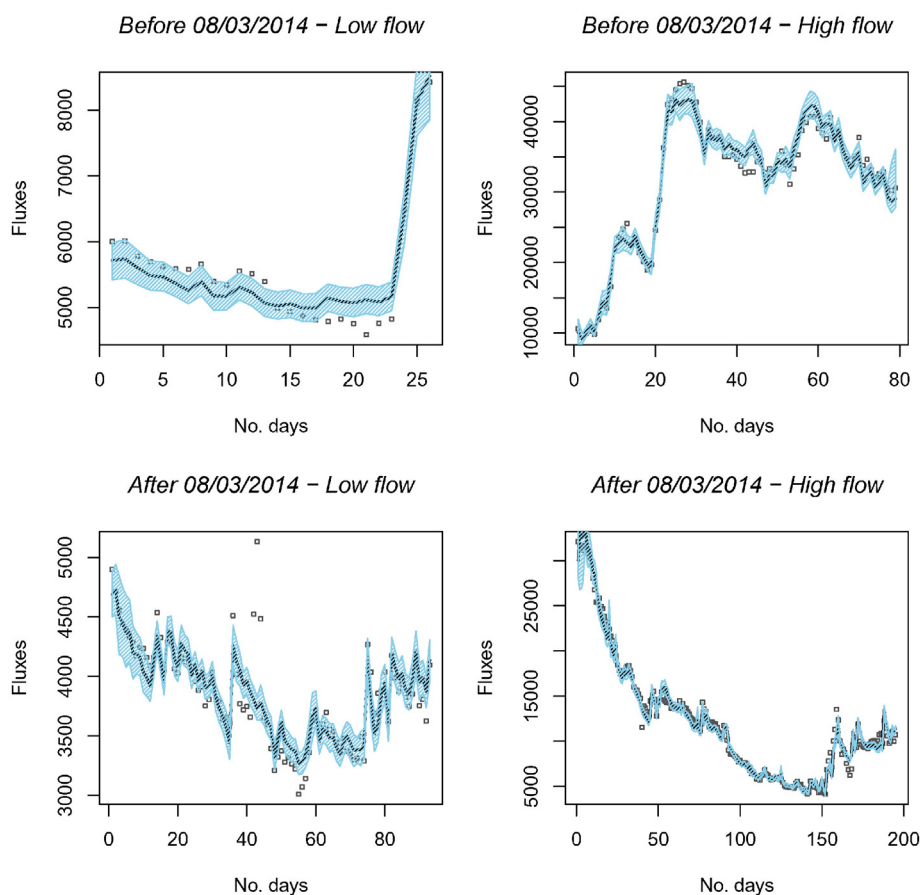 Before 08/03/2014 − Low flow
Fluxes
8000
7000
6000
5000
0 5 10 15 20 25
No. days
Before 08/03/2014 − High flow
Fluxes
40000
30000
20000
10000
0 20 40 60 80
No. days
After 08/03/2014 − Low flow
Fluxes
5000
4500
4000
3500
3000
0 20 40 60 80
No. days
After 08/03/2014 − High flow
Fluxes
25000
15000
5000
0 50 100 150 200
No. days